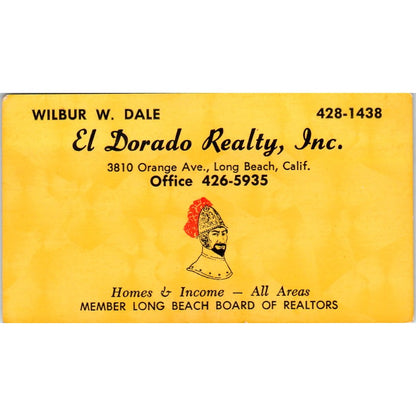 WILBUR W. DALE 428-1438
El Dorado Realty, Inc.
3810 Orange Ave., Long Beach, Calif.
Office 426-5935
Homes & Income — All Areas
MEMBER LONG BEACH BOARD OF REALTORS